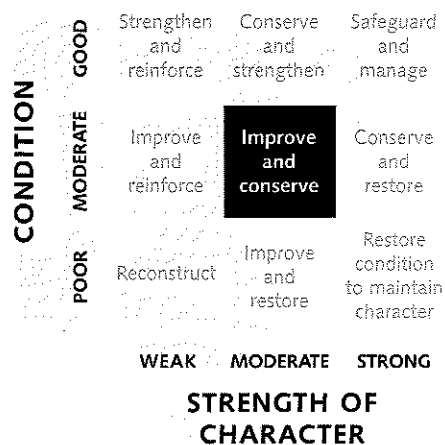 CONDITION
GOOD
Strengthen
and
reinforce
Conserve
and
strengthen
Safeguard
and
manage
MODERATE
Improve
and
reinforce
Improve
and
conserve
Conserve
and
restore
POOR
Reconstruct
Improve
and
restore
Restore
condition
to maintain
character
WEAK MODERATE STRONG
STRENGTH OF
CHARACTER